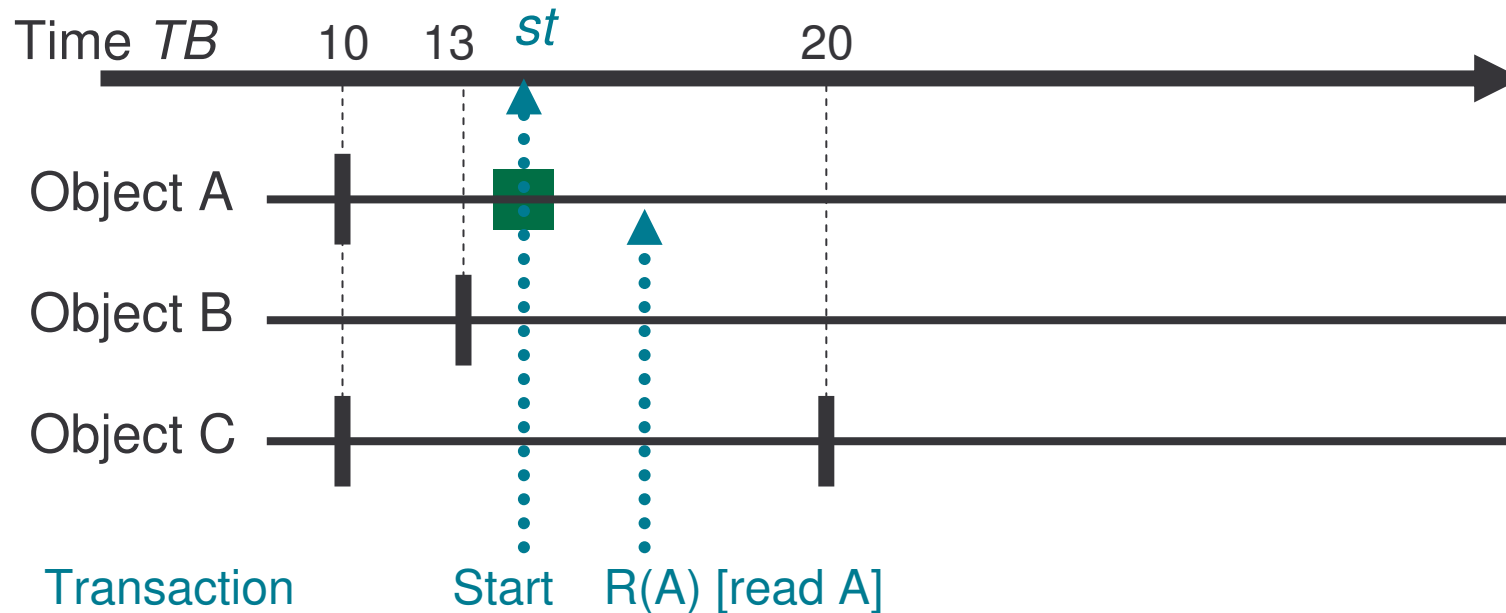 Time TB 10 13 st 20
Object A
Object B
Object C
Transaction Start R(A) [read A]